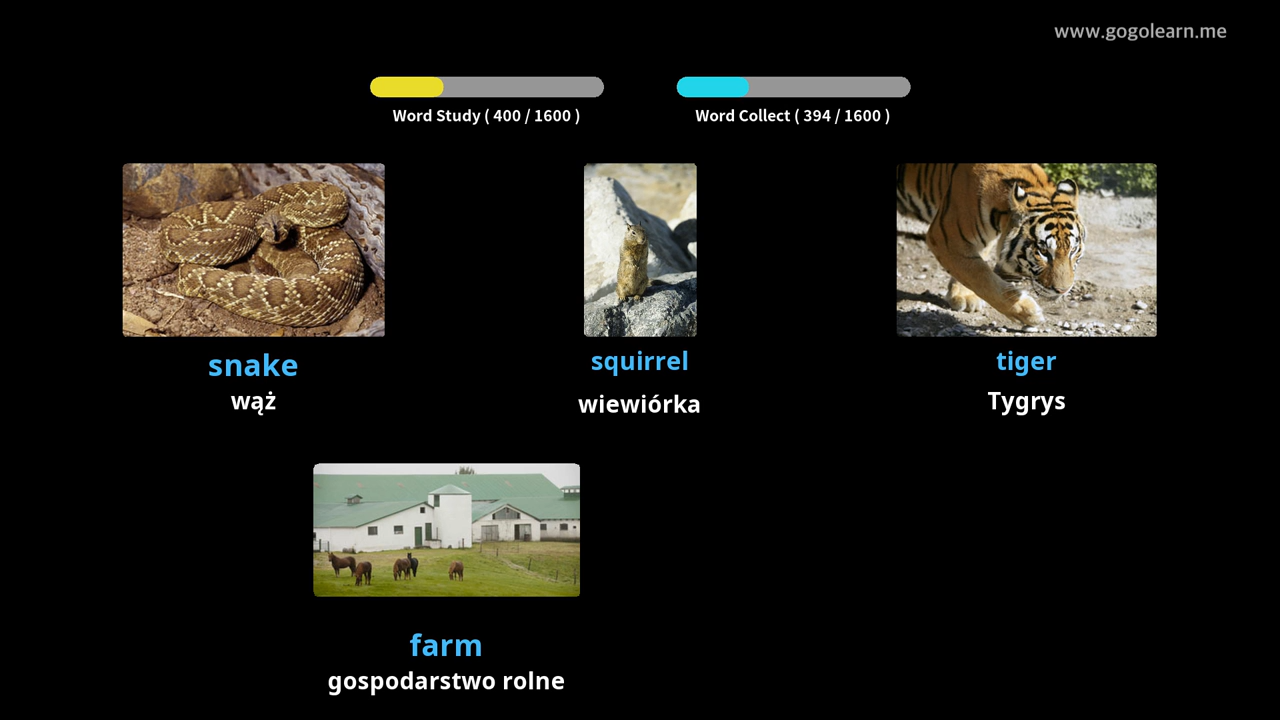 www.gogolearn.me
Word Study ( 400 / 1600 )
Word Collect ( 394 / 1600 )
snake
wąż
squirrel
wiewiórka
tiger
Tygrys
farm
gospodarstwo rolne